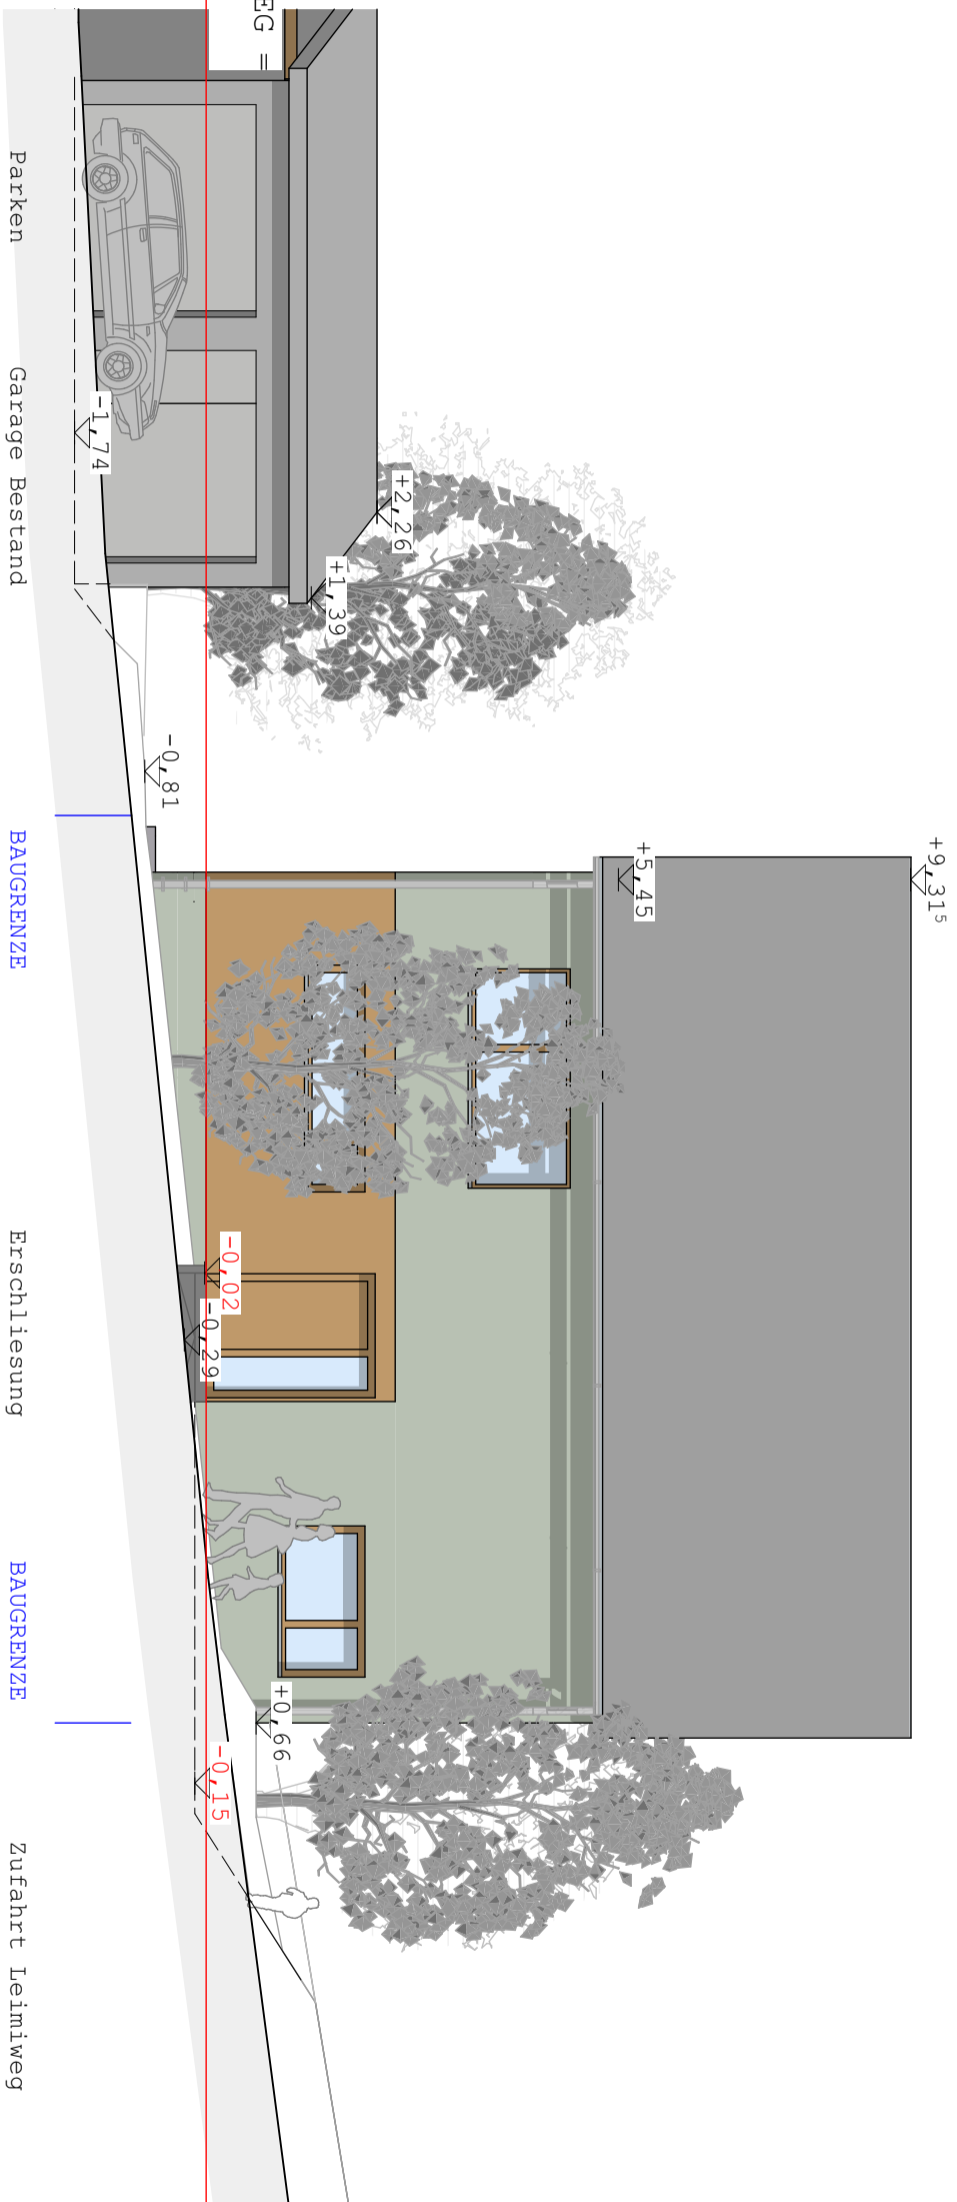 EG =
+9,31⁵
+5,45
+2,26
+1,39
-1,74
-0,81
-0,02
-0,29
+0,66
-0,15
Parken
Garage Bestand
BAUGRENZE
Erschliesung
BAUGRENZE
Zufahrt Leimiweg